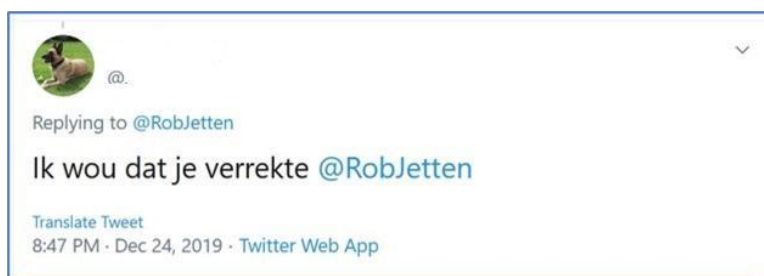 @.
Replying to @RobJetten
Ik wou dat je verrekte @RobJetten
Translate Tweet
8:47 PM · Dec 24, 2019 · Twitter Web App